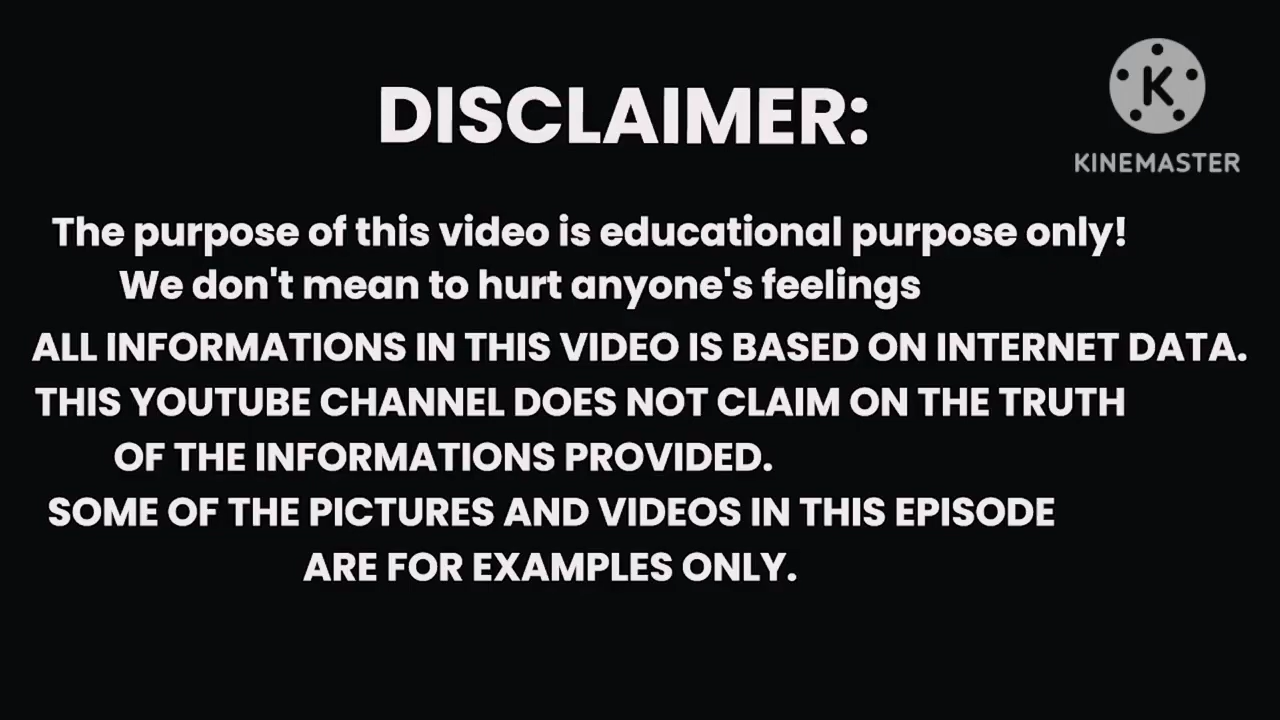 DISCLAIMER:
K
KINEMASTER
The purpose of this video is educational purpose only!
We don't mean to hurt anyone's feelings
ALL INFORMATIONS IN THIS VIDEO IS BASED ON INTERNET DATA.
THIS YOUTUBE CHANNEL DOES NOT CLAIM ON THE TRUTH
OF THE INFORMATIONS PROVIDED.
SOME OF THE PICTURES AND VIDEOS IN THIS EPISODE
ARE FOR EXAMPLES ONLY.